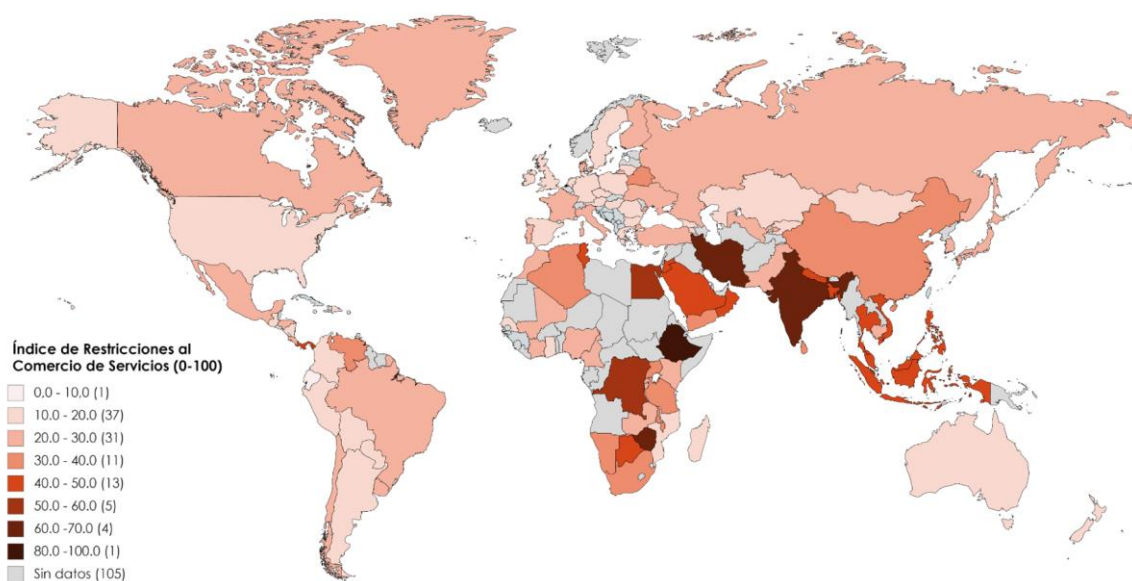 Índice de Restricciones al
Comercio de Servicios (0-100)
0,0 - 10.0 (1)
10.0 - 20.0 (37)
20.0 - 30.0 (31)
30.0 - 40.0 (11)
40.0 - 50.0 (13)
50.0 - 60.0 (5)
60.0 -70.0 (4)
80.0 -100.0 (1)
Sin datos (105)